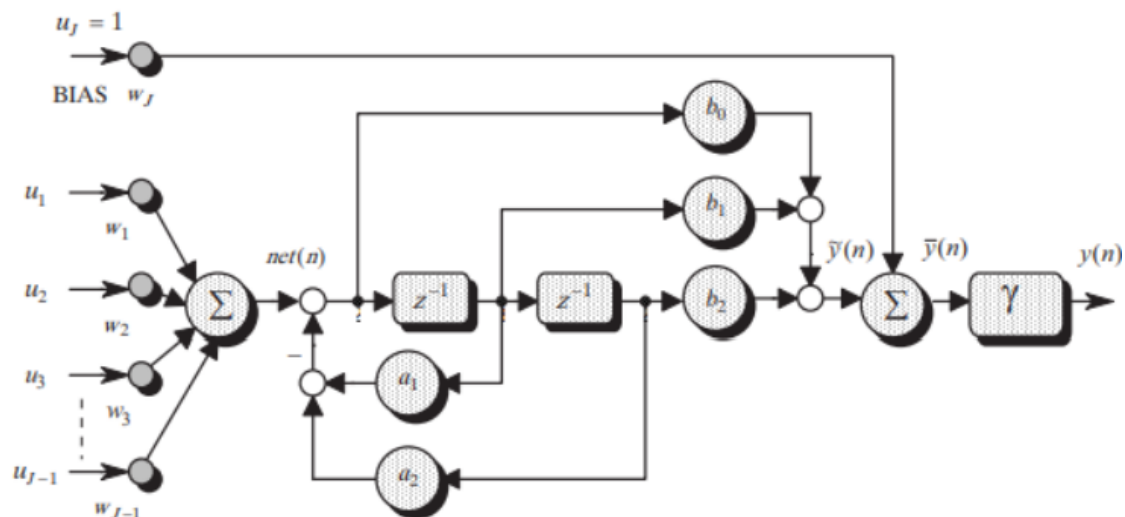 u_J = 1
BIAS w_J
b_0
u_1
w_1
b_1
net(n)
ỹ(n)
ȳ(n)
y(n)
u_2
w_2
Σ
z^{-1}
z^{-1}
b_2
Σ
γ
−
u_3
w_3
a_1
u_{J-1}
w_{J-1}
a_2